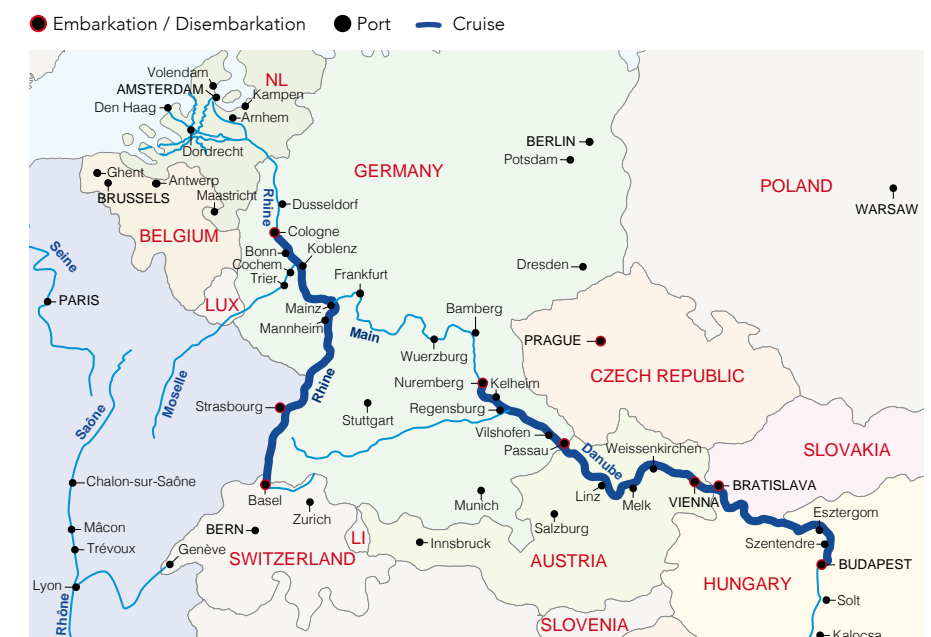 Embarkation / Disembarkation Port Cruise
Volendam
NL
AMSTERDAM
Kampen
Den Haag
Arnhem
Dordrecht
BERLIN
Potsdam
GERMANY
Ghent
Antwerp
BRUSSELS
Maastricht
POLAND
WARSAW
Rhine
Dusseldorf
BELGIUM
Cologne
Bonn
Koblenz
Seine
Cochem
Trier
Frankfurt
Dresden
PARIS
LUX
Mainz
Bamberg
Mannheim
Main
PRAGUE
Wuerzburg
CZECH REPUBLIC
Nuremberg
Kelheim
Rhine
Moselle
Strasbourg
Saône
Stuttgart
Regensburg
Vilshofen
Passau
Danube
Weissenkirchen
SLOVAKIA
Chalon-sur-Saône
Basel
Zurich
Munich
Linz
Melk
VIENNA
BRATISLAVA
Esztergom
Mâcon
BERN
LI
Salzburg
Trévoux
Genève
SWITZERLAND
Innsbruck
AUSTRIA
Szentendre
BUDAPEST
HUNGARY
Lyon
Rhône
Solt
SLOVENIA
Kalocsa